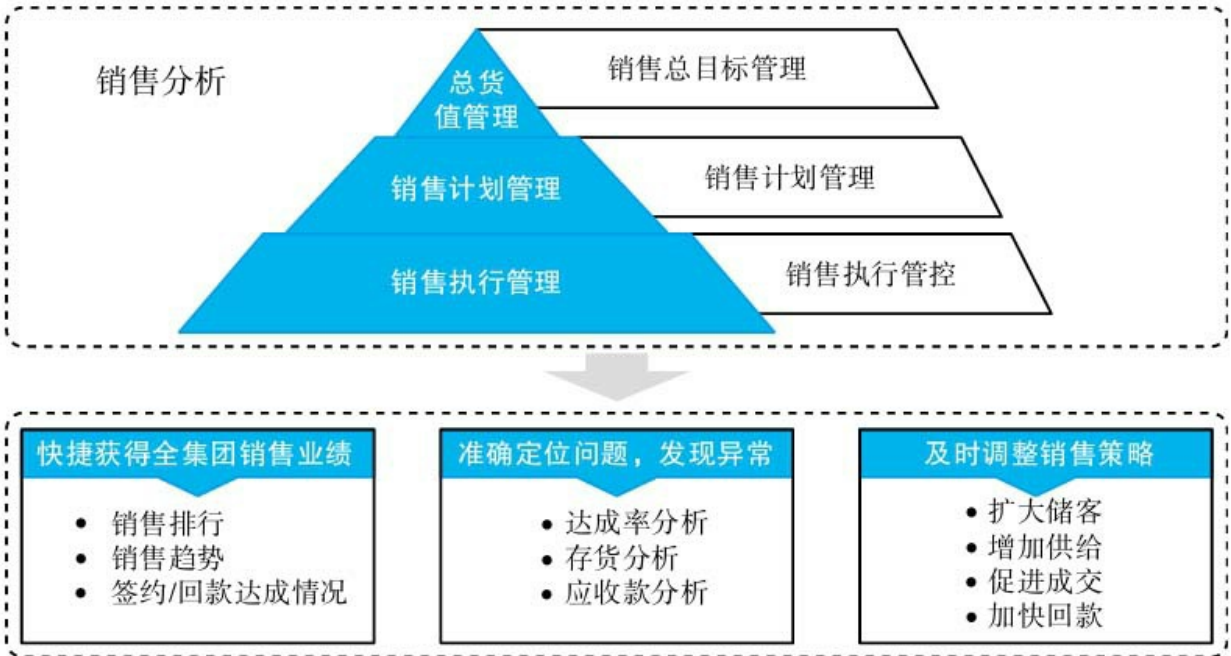 销售分析
总货
值管理
销售总目标管理
销售计划管理
销售计划管理
销售执行管理
销售执行管控
快捷获得全集团销售业绩
• 销售排行
• 销售趋势
• 签约/回款达成情况
准确定位问题，发现异常
• 达成率分析
• 存货分析
• 应收款分析
及时调整销售策略
• 扩大储客
• 增加供给
• 促进成交
• 加快回款